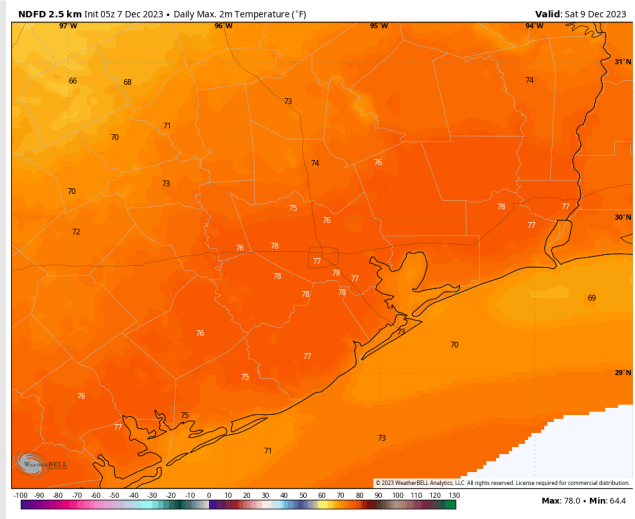 NDFD 2.5 km Init 05z 7 Dec 2023 • Daily Max. 2m Temperature (°F)
Valid: Sat 9 Dec 2023
97°W 96°W 95°W 94°W
31°N
66 68 74
73
71
70
74 76
73
70
75 78 77
76 30°N
77
72
76 78
77
78 78 77
78 78
69
76 73
70
77
75 29°N
76
75
77
73
71
WeatherBELL
© 2023 WeatherBELL Analytics, LLC. All rights reserved. License required for commercial distribution.
-100 -90 -80 -70 -60 -50 -40 -30 -20 -10 0 10 20 30 40 50 60 70 80 90 100 110 120 130
Max: 78.0 • Min: 64.4